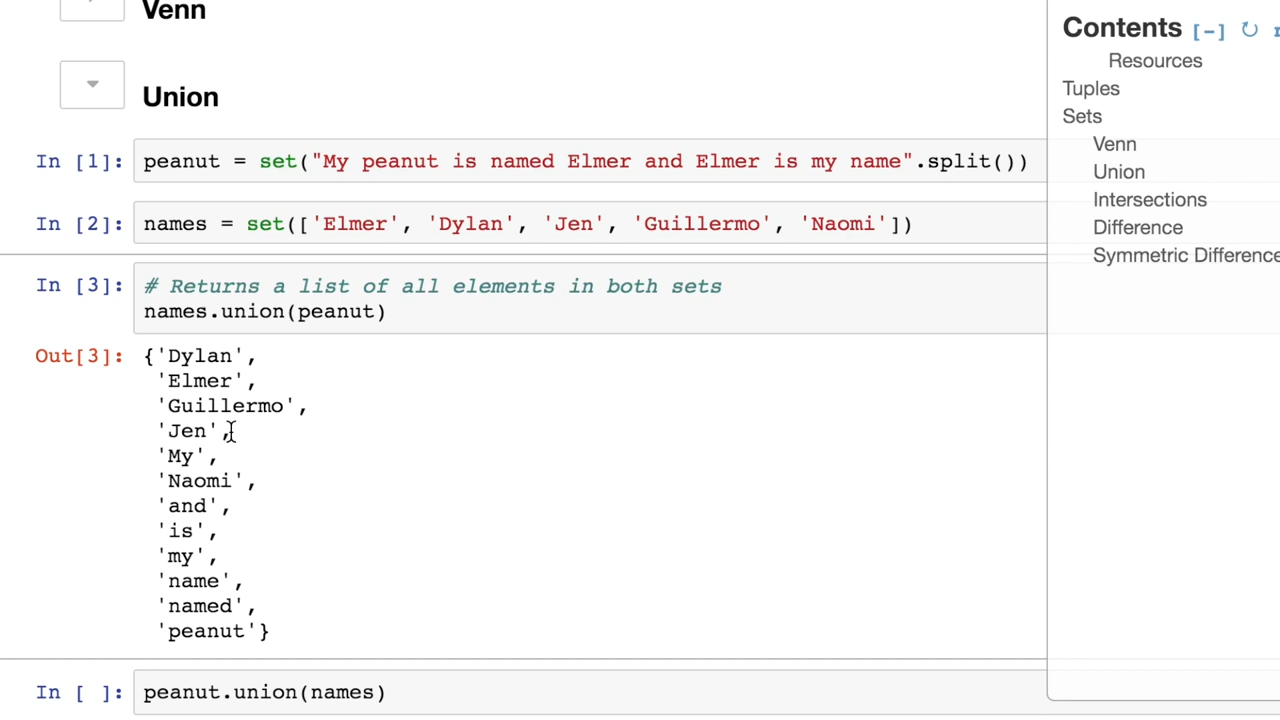 Venn
Union
In [1]: peanut = set("My peanut is named Elmer and Elmer is my name".split())
In [2]: names = set(['Elmer', 'Dylan', 'Jen', 'Guillermo', 'Naomi'])
In [3]: # Returns a list of all elements in both sets
names.union(peanut)
Out[3]: {'Dylan',
'Elmer',
'Guillermo',
'Jen',
'My',
'Naomi',
'and',
'is',
'my',
'name',
'named',
'peanut'}
In [ ]: peanut.union(names)
Contents [-] ↻
Resources
Tuples
Sets
Venn
Union
Intersections
Difference
Symmetric Difference